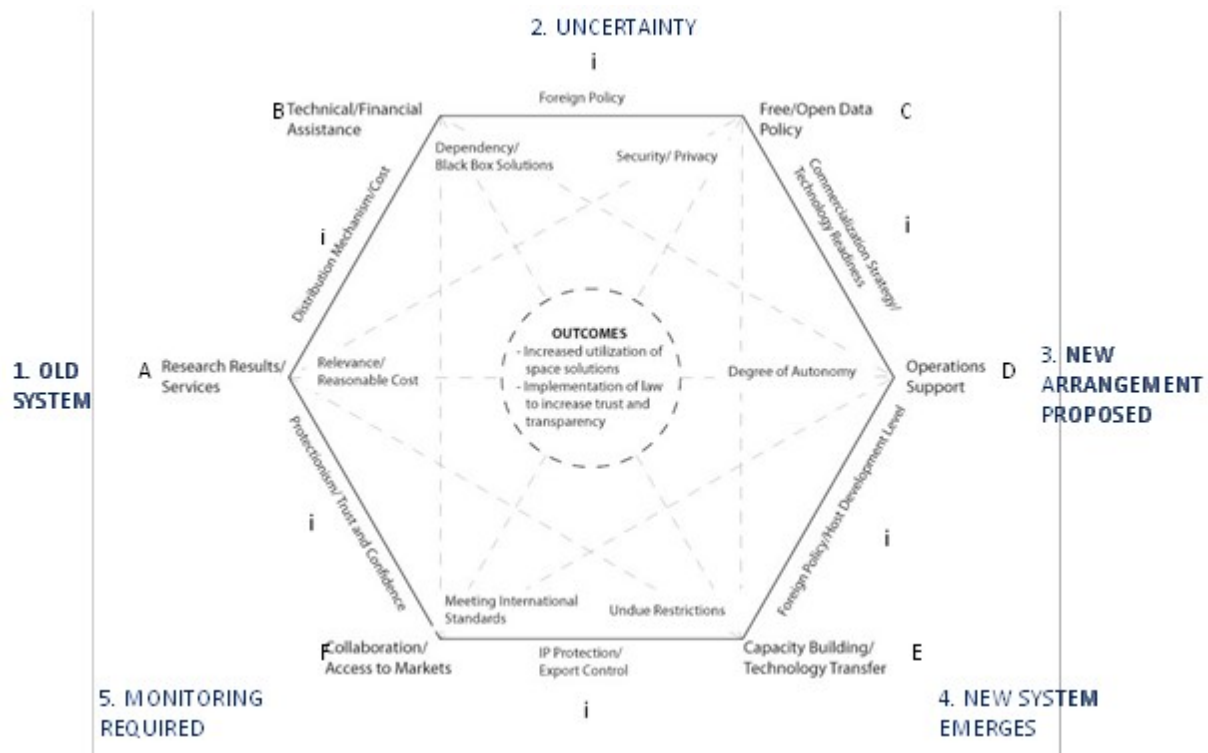 2. UNCERTAINTY
i
Foreign Policy
B Technical/Financial
Assistance
Free/Open Data C
Policy
Dependency/
Black Box Solutions
Security/ Privacy
Distribution Mechanism/Cost
i
Commercialization Strategy/
Technology Readiness
i
1. OLD
SYSTEM
A Research Results/
Services
Relevance/
Reasonable Cost
OUTCOMES
- Increased utilization of
space solutions
- Implementation of law
to increase trust and
transparency
Degree of Autonomy
Operations D
Support
3. NEW
ARRANGEMENT
PROPOSED
Protectionism/ Trust and Confidence
i
Foreign Policy/Host Development Level
i
Meeting International
Standards
Undue Restrictions
F Collaboration/
Access to Markets
IP Protection/
Export Control
i
Capacity Building/ E
Technology Transfer
5. MONITORING
REQUIRED
4. NEW SYSTEM
EMERGES